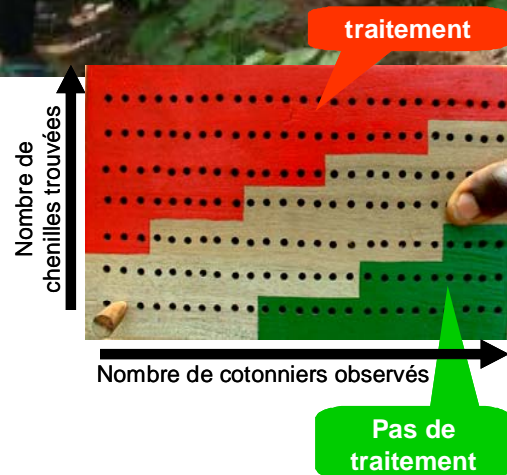 traitement
Nombre de
chenilles trouvées
Nombre de cotonniers observés
Pas de
traitement